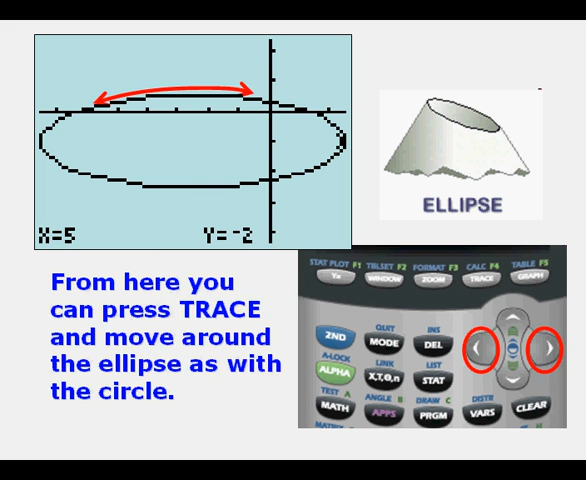 X=5 Y=-2
ELLIPSE
From here you
can press TRACE
and move around
the ellipse as with
the circle.
STAT PLOT F1 TBLSET F2 FORMAT F3 CALC F4 TABLE F5
Y= WINDOW ZOOM TRACE GRAPH
QUIT INS
2ND MODE DEL
A-LOCK LINK LIST
ALPHA X,T,Θ,n STAT
TEST A ANGLE B DRAW C DISTR
MATH APPS PRGM VARS CLEAR